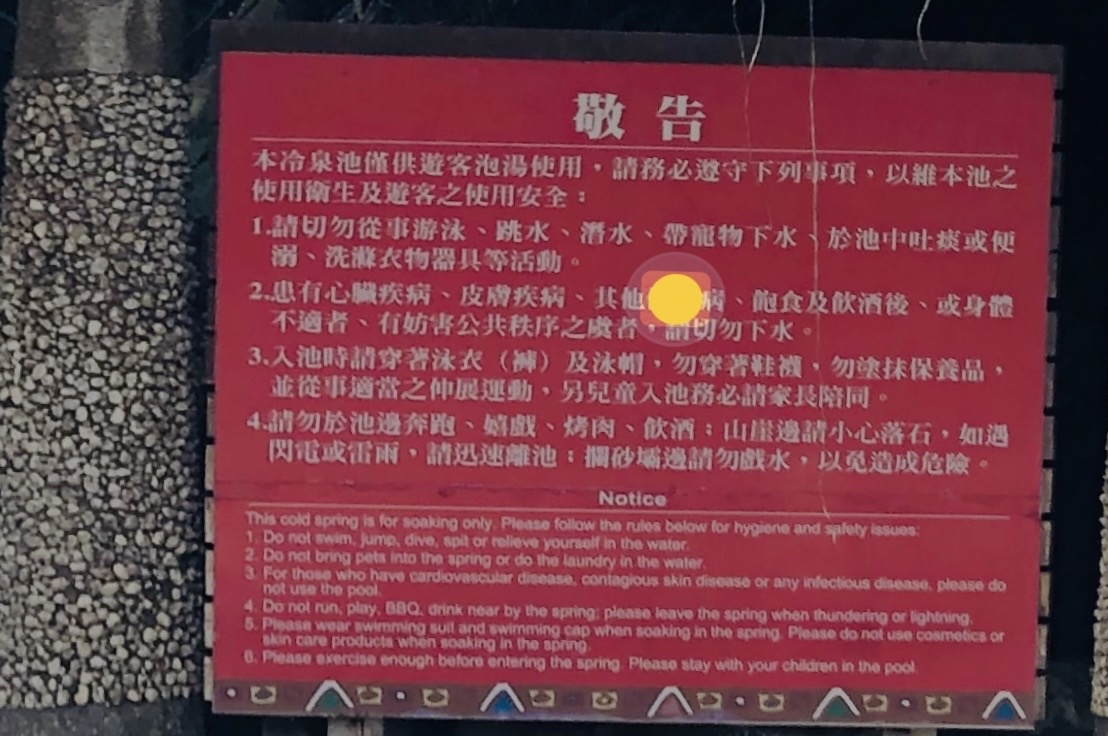 敬告
本冷泉池僅供遊客泡湯使用，請務必遵守下列事項，以維本池之
使用衛生及遊客之使用安全：
1.請切勿從事游泳、跳水、潛水、帶寵物下水、於池中吐痰或便
溺、洗滌衣物器具等活動。
2.患有心臟疾病、皮膚疾病、其他病、飽食及飲酒後、或身體
不適者、有妨害公共秩序之虞者，請切勿下水。
3.入池時請穿著泳衣（褲）及泳帽，勿穿著鞋襪，勿塗抹保養品，
並從事適當之伸展運動，另兒童入池務必請家長陪同。
4.請勿於池邊奔跑、嬉戲、烤肉、飲酒；山崖邊請小心落石，如遇
閃電或雷雨，請迅速離池；攔砂壩邊請勿戲水，以免造成危險。
Notice
This cold spring is for soaking only. Please follow the rules below for hygiene and safety issues:
1. Do not swim, jump, dive, spit or relieve yourself in the water.
2. Do not bring pets into the spring or do the laundry in the water.
3. For those who have cardiovascular disease, contagious skin disease or any infectious disease, please do
not use the pool.
4. Do not run, play, BBQ, drink near by the spring; please leave the spring when thundering or lightning.
5. Please wear swimming suit and swimming cap when soaking in the spring. Please do not use cosmetics or
skin care products when soaking in the spring.
6. Please exercise enough before entering the spring. Please stay with your children in the pool.